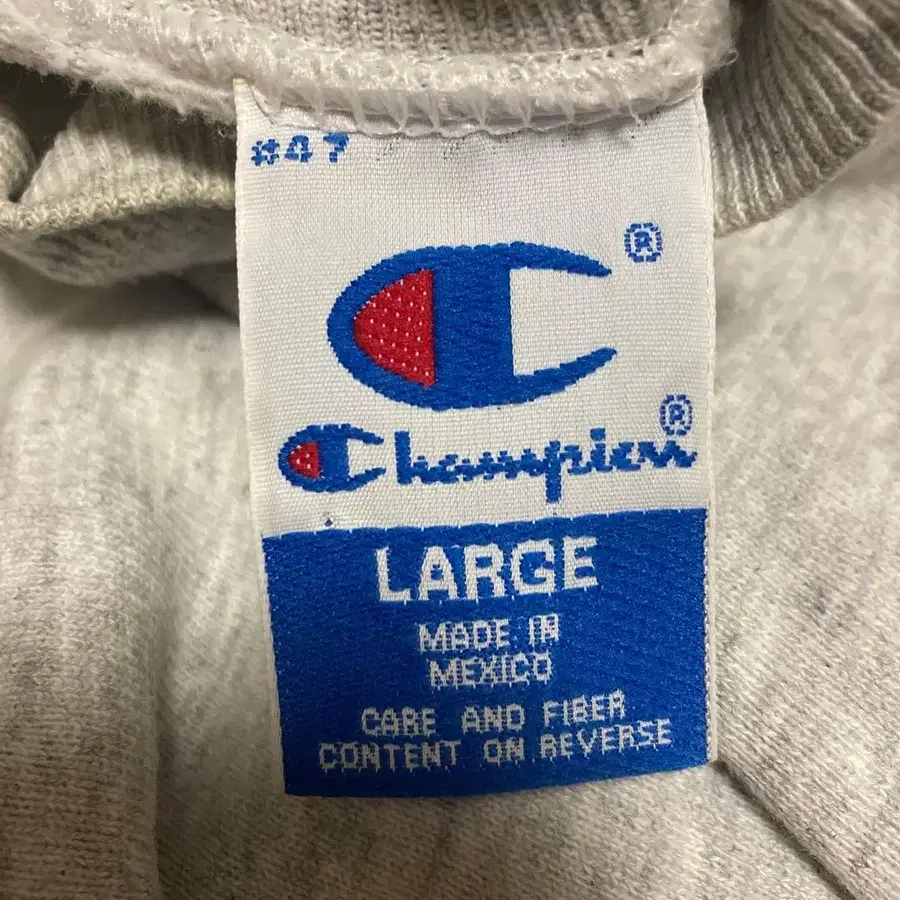 #47
®
Champion®
LARGE
MADE IN
MEXICO
CARE AND FIBER
CONTENT ON REVERSE